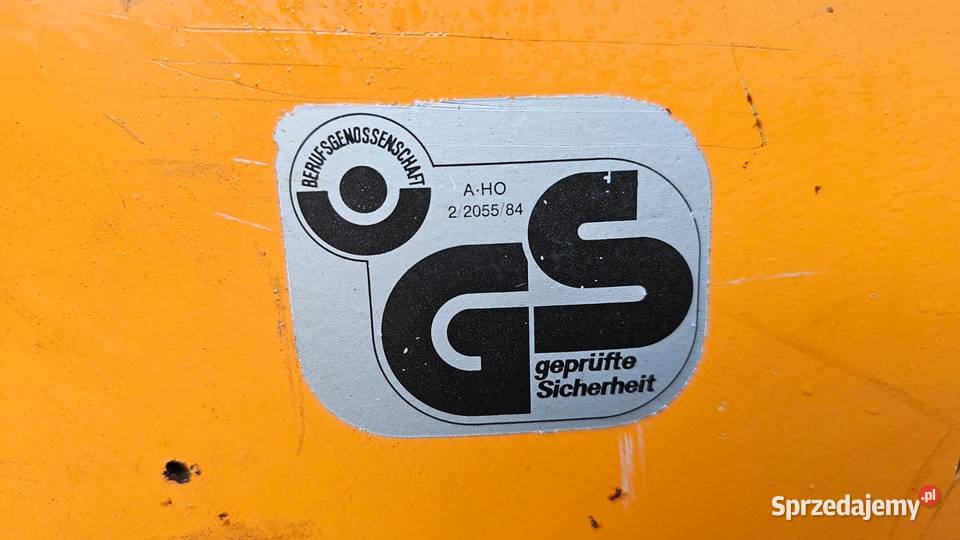 BERUFSGENOSSENSCHAFT
A·HO
2/2055/84
GS
geprüfte
Sicherheit
Sprzedajemy.pl